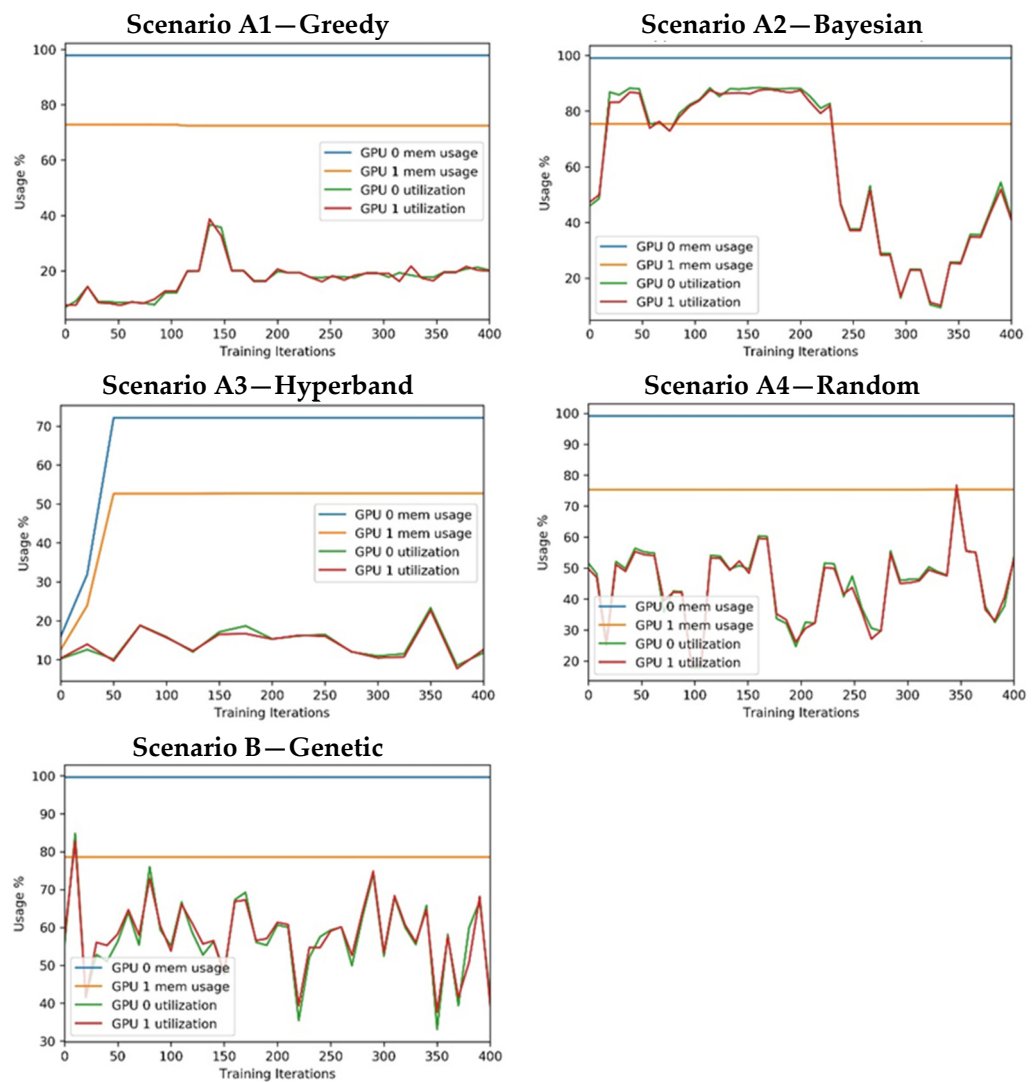 Scenario A1—Greedy
100
80
60
40
20
Usage %
GPU 0 mem usage
GPU 1 mem usage
GPU 0 utilization
GPU 1 utilization
0 50 100 150 200 250 300 350 400
Training Iterations
Scenario A2—Bayesian
100
80
60
40
20
Usage %
GPU 0 mem usage
GPU 1 mem usage
GPU 0 utilization
GPU 1 utilization
0 50 100 150 200 250 300 350 400
Training Iterations
Scenario A3—Hyperband
70
60
50
40
30
20
10
Usage %
GPU 0 mem usage
GPU 1 mem usage
GPU 0 utilization
GPU 1 utilization
0 50 100 150 200 250 300 350 400
Training Iterations
Scenario A4—Random
100
90
80
70
60
50
40
30
20
Usage %
GPU 0 mem usage
GPU 1 mem usage
GPU 0 utilization
GPU 1 utilization
0 50 100 150 200 250 300 350 400
Training Iterations
Scenario B—Genetic
100
90
80
70
60
50
40
30
Usage %
GPU 0 mem usage
GPU 1 mem usage
GPU 0 utilization
GPU 1 utilization
0 50 100 150 200 250 300 350 400
Training Iterations